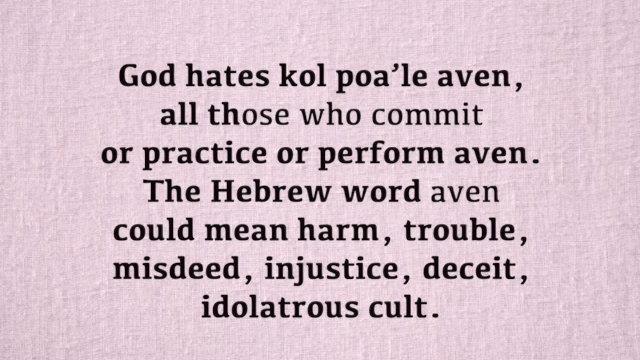 God hates kol poa’le aven,
all those who commit
or practice or perform aven.
The Hebrew word aven
could mean harm, trouble,
misdeed, injustice, deceit,
idolatrous cult.